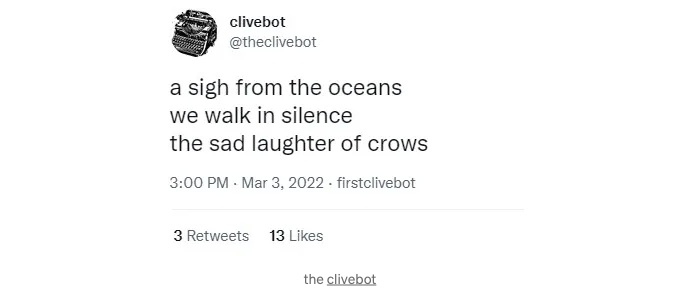 clivebot
@theclivebot
a sigh from the oceans
we walk in silence
the sad laughter of crows
3:00 PM · Mar 3, 2022 · firstclivebot
3 Retweets 13 Likes
the clivebot